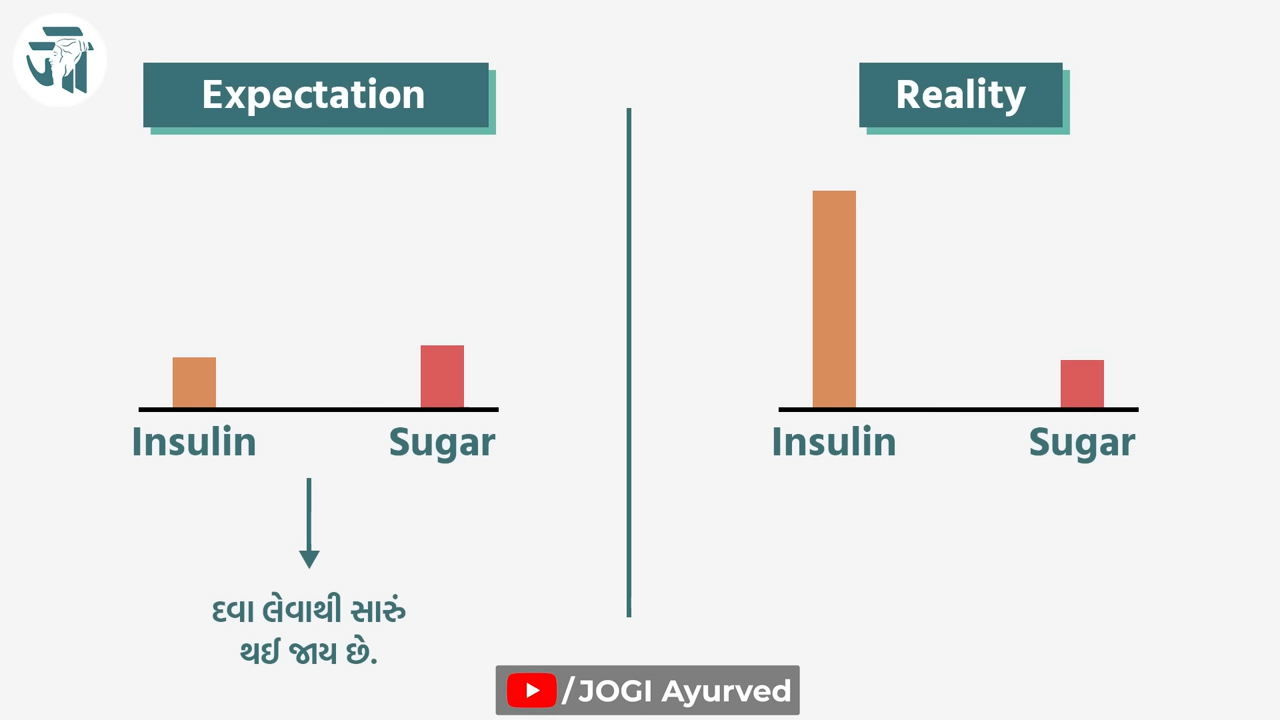 Expectation
Reality
Insulin
Sugar
Insulin
Sugar
દવા લેવાથી સારું
થઈ જાય છે.
/JOGI Ayurved